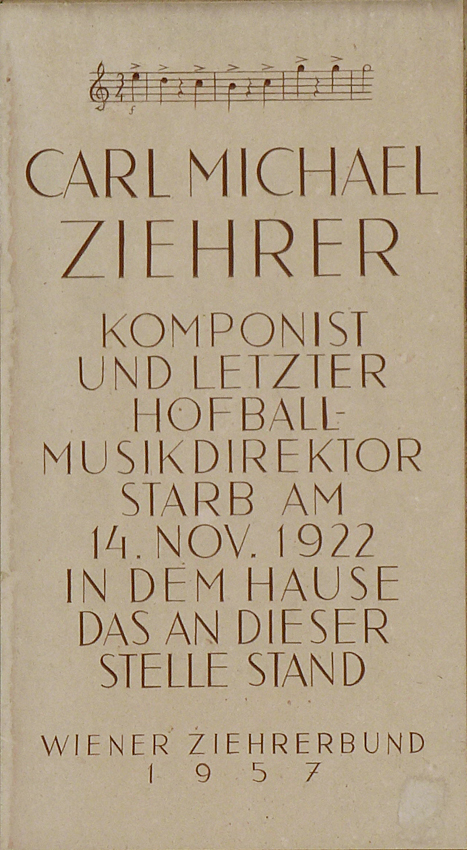 CARL MICHAEL
ZIEHRER
KOMPONIST
UND LETZTER
HOFBALL-
MUSIKDIREKTOR
STARB AM
14. NOV. 1922
IN DEM HAUSE
DAS AN DIESER
STELLE STAND
WIENER ZIEHRERBUND
1957